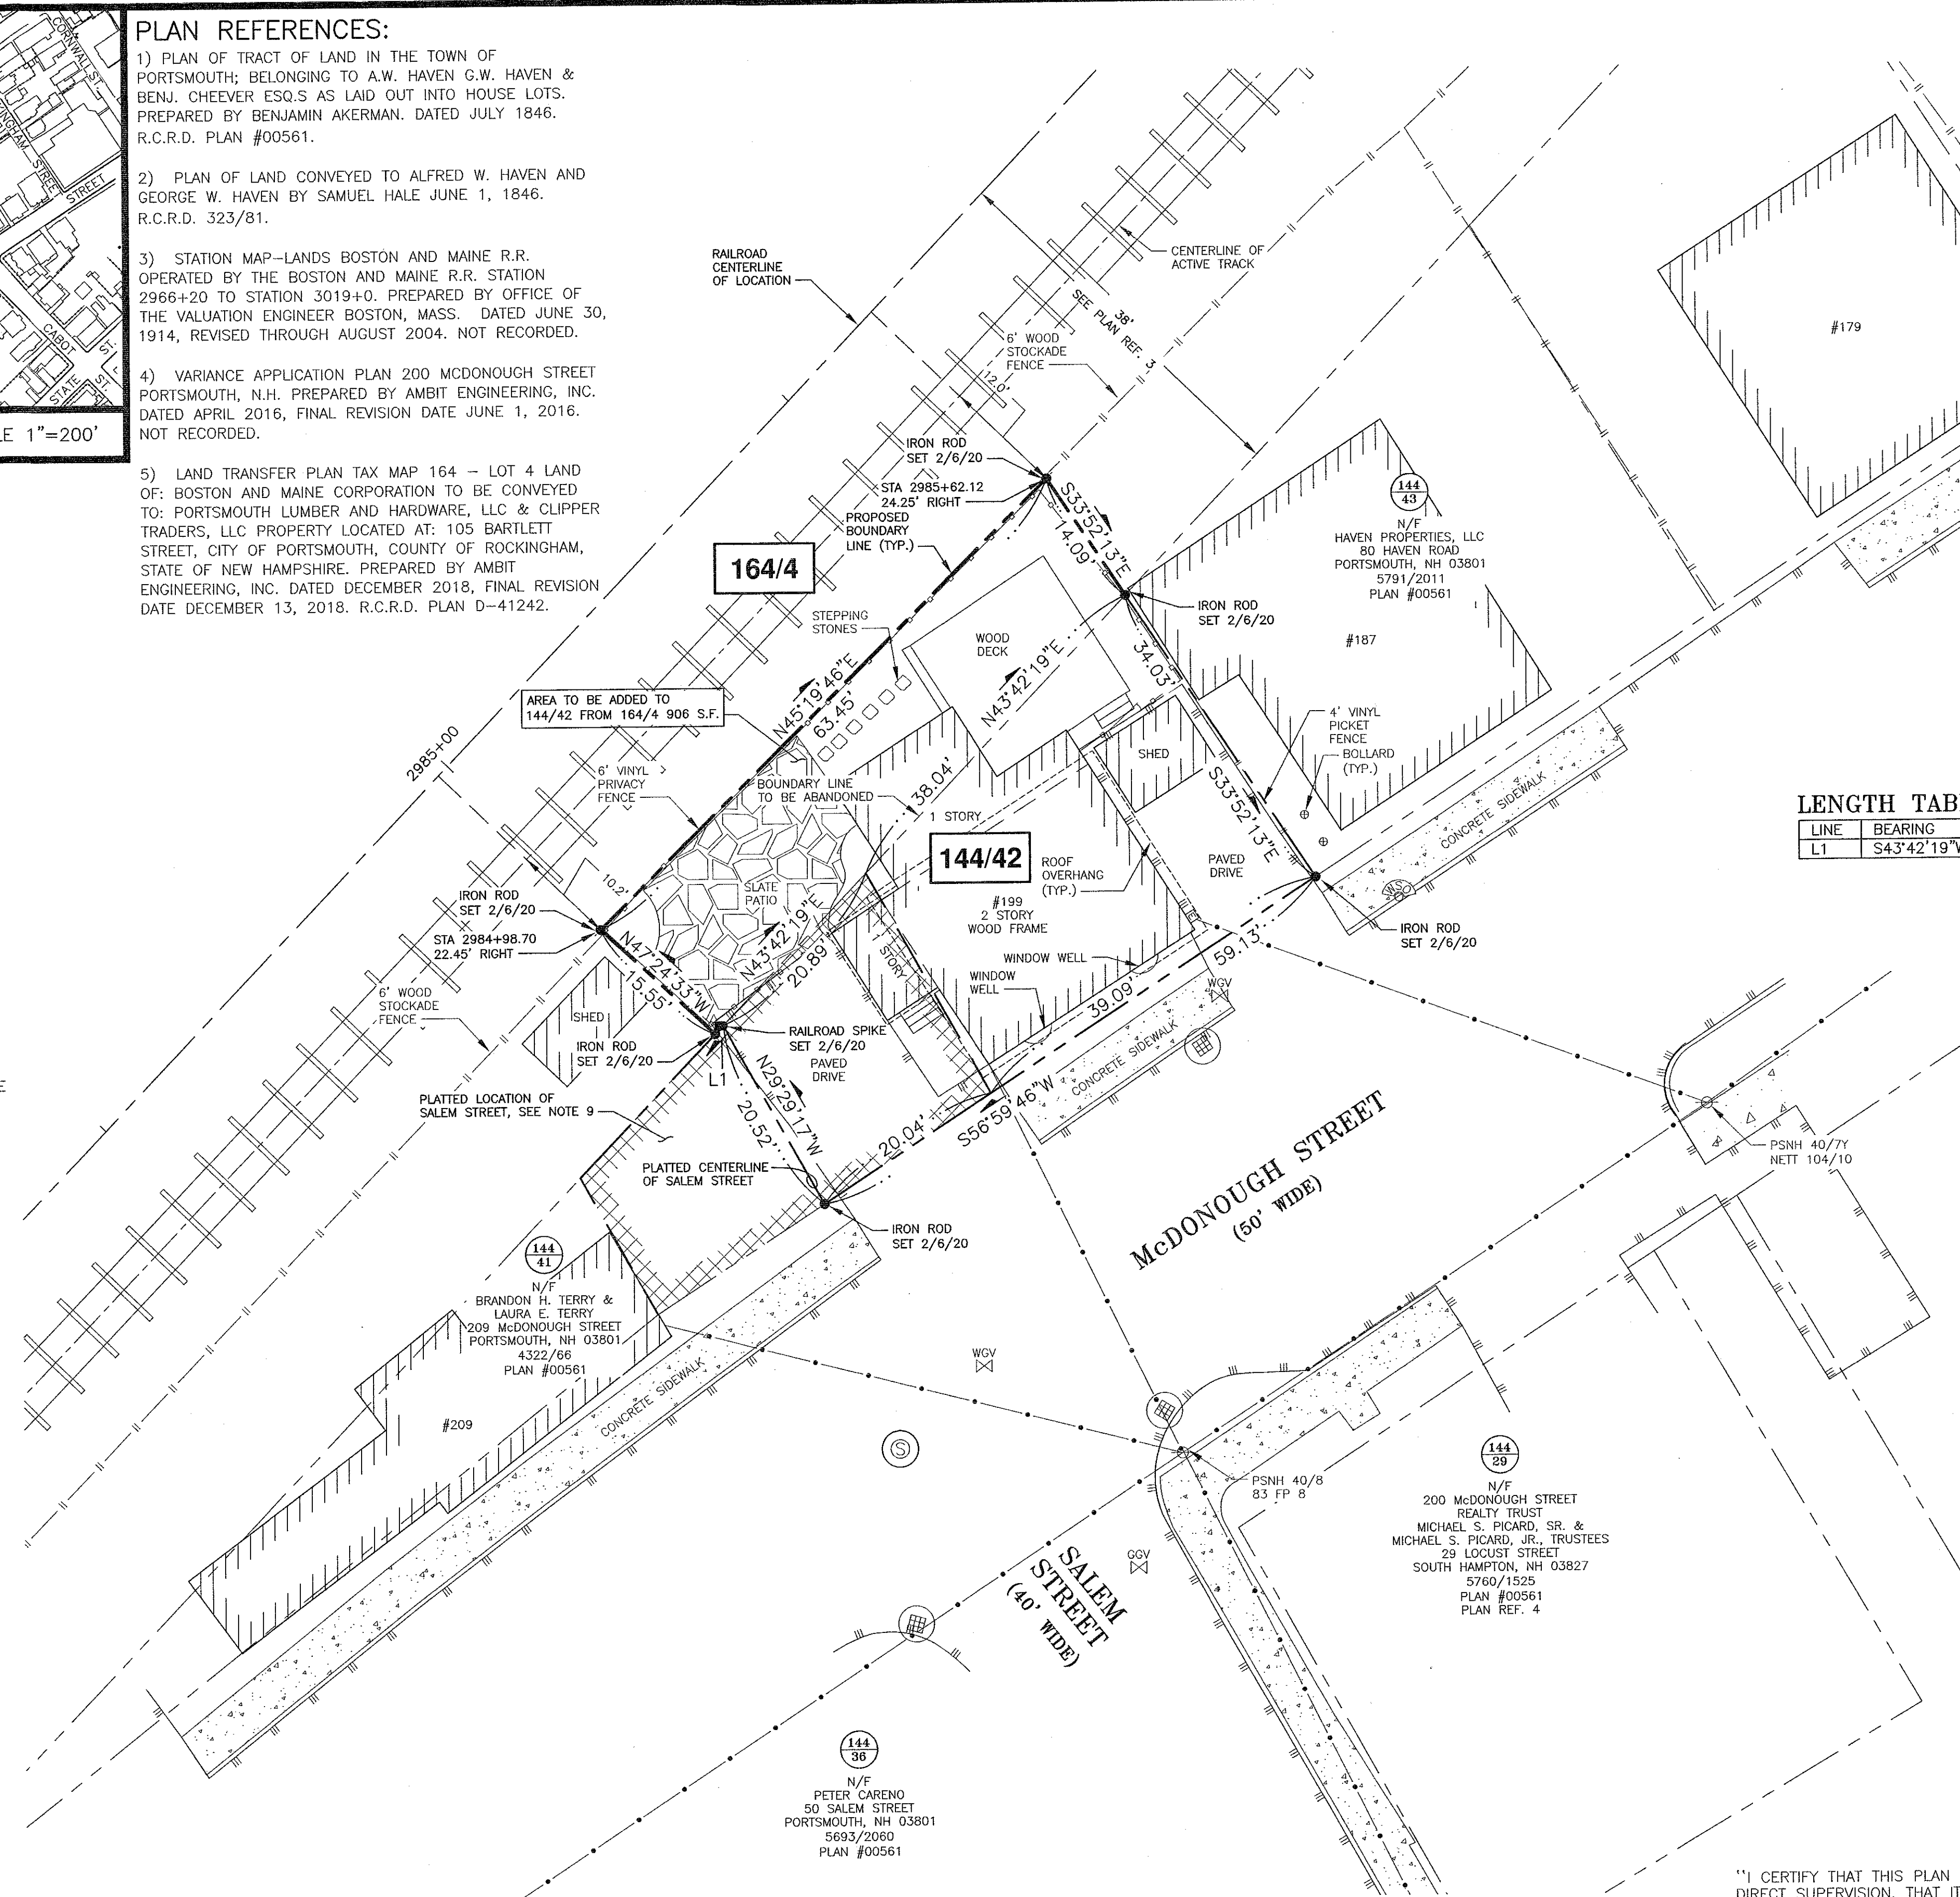 CORNWALL ST.
STREET
STREET
CABOT
ST.
STATE
ST.
LE 1"=200'
PLAN REFERENCES:
1) PLAN OF TRACT OF LAND IN THE TOWN OF
PORTSMOUTH; BELONGING TO A.W. HAVEN G.W. HAVEN &
BENJ. CHEEVER ESQ.S AS LAID OUT INTO HOUSE LOTS.
PREPARED BY BENJAMIN AKERMAN. DATED JULY 1846.
R.C.R.D. PLAN #00561.
2) PLAN OF LAND CONVEYED TO ALFRED W. HAVEN AND
GEORGE W. HAVEN BY SAMUEL HALE JUNE 1, 1846.
R.C.R.D. 323/81.
3) STATION MAP-LANDS BOSTON AND MAINE R.R.
OPERATED BY THE BOSTON AND MAINE R.R. STATION
2966+20 TO STATION 3019+0. PREPARED BY OFFICE OF
THE VALUATION ENGINEER BOSTON, MASS. DATED JUNE 30,
1914, REVISED THROUGH AUGUST 2004. NOT RECORDED.
4) VARIANCE APPLICATION PLAN 200 MCDONOUGH STREET
PORTSMOUTH, N.H. PREPARED BY AMBIT ENGINEERING, INC.
DATED APRIL 2016, FINAL REVISION DATE JUNE 1, 2016.
NOT RECORDED.
5) LAND TRANSFER PLAN TAX MAP 164 - LOT 4 LAND
OF: BOSTON AND MAINE CORPORATION TO BE CONVEYED
TO: PORTSMOUTH LUMBER AND HARDWARE, LLC & CLIPPER
TRADERS, LLC PROPERTY LOCATED AT: 105 BARTLETT
STREET, CITY OF PORTSMOUTH, COUNTY OF ROCKINGHAM,
STATE OF NEW HAMPSHIRE. PREPARED BY AMBIT
ENGINEERING, INC. DATED DECEMBER 2018, FINAL REVISION
DATE DECEMBER 13, 2018. R.C.R.D. PLAN D-41242.
RAILROAD
CENTERLINE
OF LOCATION
CENTERLINE OF
ACTIVE TRACK
38'
SEE PLAN REF. 3
6' WOOD
STOCKADE
FENCE
12.0'
IRON ROD
SET 2/6/20
STA 2985+62.12
24.25' RIGHT
PROPOSED
BOUNDARY
LINE (TYP.)
164/4
S33°52'13"E
14.09'
IRON ROD
SET 2/6/20
144
43
N/F
HAVEN PROPERTIES, LLC
80 HAVEN ROAD
PORTSMOUTH, NH 03801
5791/2011
PLAN #00561
#187
#179
STEPPING
STONES
WOOD
DECK
N43°42'19"E
34.03'
N45°19'46"E
63.45'
AREA TO BE ADDED TO
144/42 FROM 164/4 906 S.F.
2985+00
6' VINYL
PRIVACY
FENCE
BOUNDARY LINE
TO BE ABANDONED
38.04'
1 STORY
144/42
SHED
S33°52'13"E
4' VINYL
PICKET
FENCE
BOLLARD
(TYP.)
CONCRETE SIDEWALK
LENGTH TAB
LINE BEARING
L1 S43°42'19"W
ROOF
OVERHANG
(TYP.)
PAVED
DRIVE
#199
2 STORY
WOOD FRAME
SLATE
PATIO
10.2'
IRON ROD
SET 2/6/20
STA 2984+98.70
22.45' RIGHT
N47°24'33"W
15.55'
N43°42'19"E
20.89'
STORY
WINDOW WELL
WINDOW
WELL
WSO
IRON ROD
SET 2/6/20
59.13'
39.09'
WGV
6' WOOD
STOCKADE
FENCE
SHED
IRON ROD
SET 2/6/20
L1
RAILROAD SPIKE
SET 2/6/20
PAVED
DRIVE
N29°29'17"W
20.52'
PLATTED LOCATION OF
SALEM STREET, SEE NOTE 9
PLATTED CENTERLINE
OF SALEM STREET
20.04'
S56°59'46"W
CONCRETE SIDEWALK
McDONOUGH STREET
(50' WIDE)
PSNH 40/7Y
NETT 104/10
IRON ROD
SET 2/6/20
144
41
N/F
BRANDON H. TERRY &
LAURA E. TERRY
209 McDONOUGH STREET
PORTSMOUTH, NH 03801
4322/66
PLAN #00561
#209
CONCRETE SIDEWALK
WGV
S
PSNH 40/8
83 FP 8
GGV
SALEM
STREET
(40' WIDE)
144
29
N/F
200 McDONOUGH STREET
REALTY TRUST
MICHAEL S. PICARD, SR. &
MICHAEL S. PICARD, JR., TRUSTEES
29 LOCUST STREET
SOUTH HAMPTON, NH 03827
5760/1525
PLAN #00561
PLAN REF. 4
144
36
N/F
PETER CARENO
50 SALEM STREET
PORTSMOUTH, NH 03801
5693/2060
PLAN #00561
"I CERTIFY THAT THIS PLAN
DIRECT SUPERVISION, THAT IT